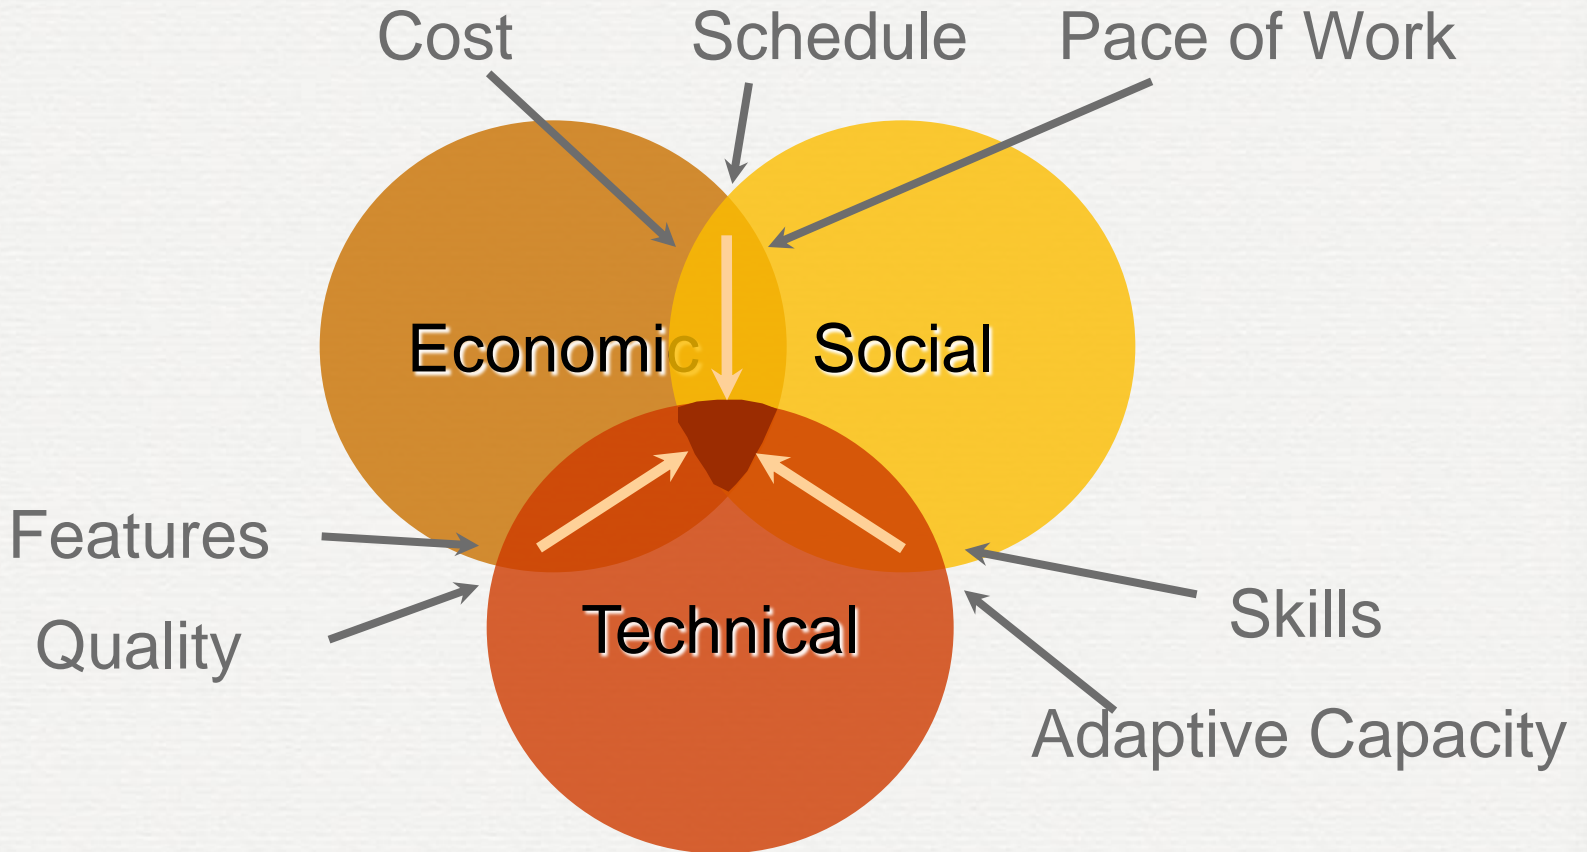 Cost
Schedule
Pace of Work
Economic
Social
Features
Quality
Technical
Skills
Adaptive Capacity